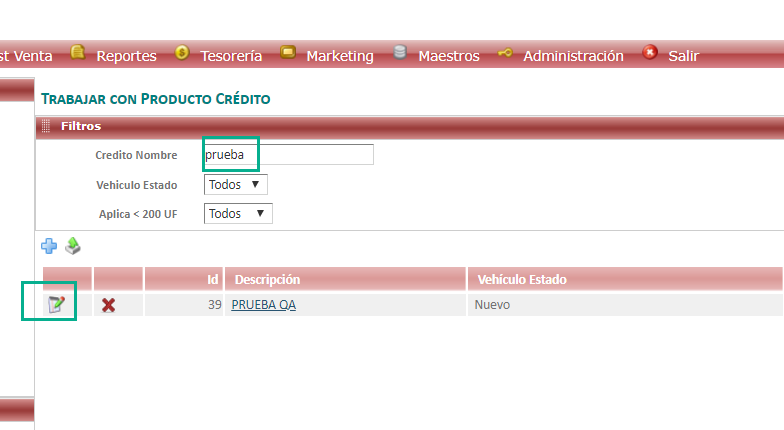 st Venta Reportes Tesorería Marketing Maestros Administración Salir
Trabajar con Producto Crédito
Filtros
Credito Nombre prueba
Vehiculo Estado Todos
Aplica < 200 UF Todos
Id Descripción Vehículo Estado
39 PRUEBA QA Nuevo